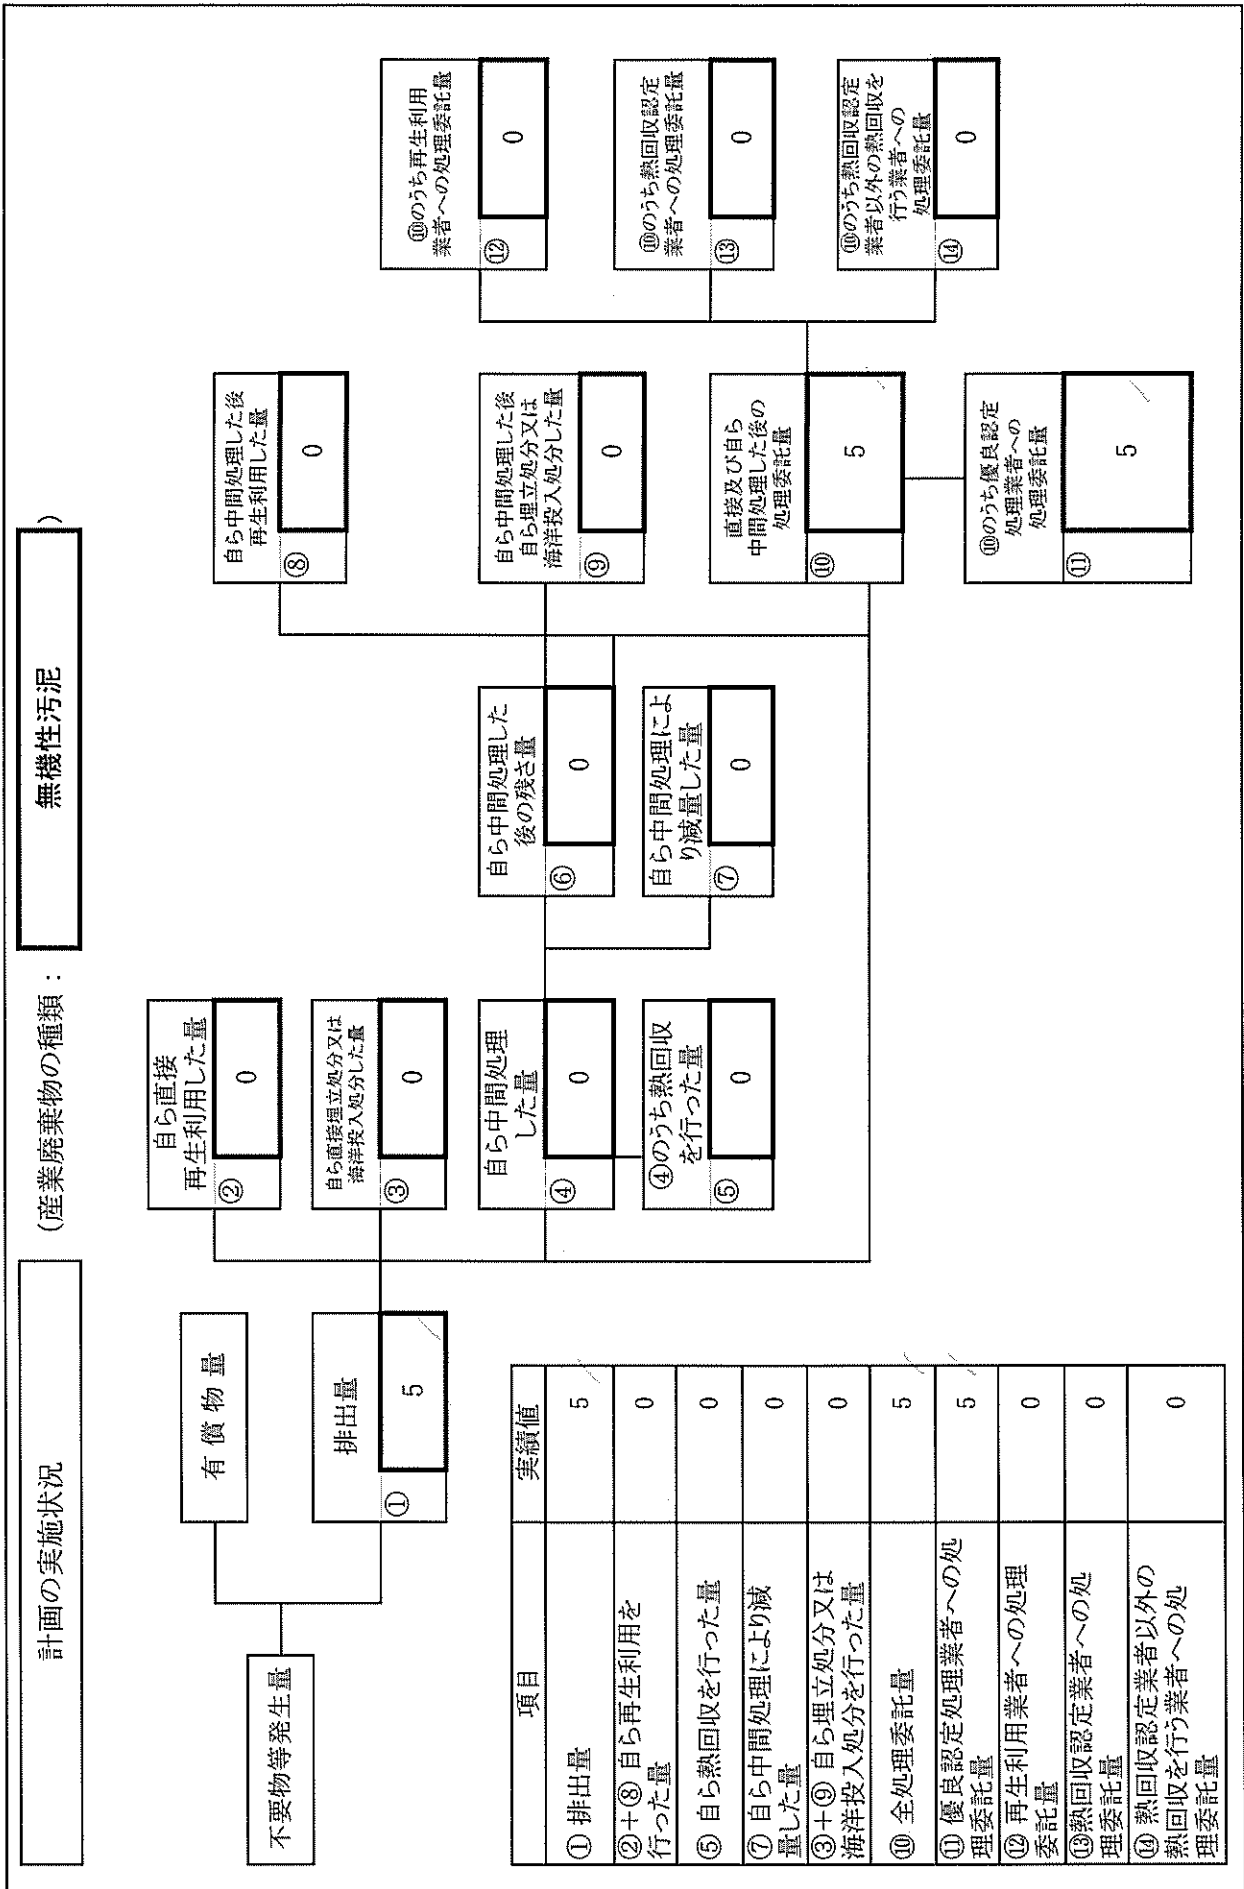 計画の実施状況
(産業廃棄物の種類：
無機性汚泥
)
不要物等発生量
有償物量
排出量
①
5
自ら直接
再生利用した量
②
0
自ら直接埋立処分又は
海洋投入処分した量
③
0
自ら中間処理
した量
④
0
④のうち熱回収
を行った量
⑤
0
自ら中間処理した
後の残さ量
⑥
0
自ら中間処理によ
り減量した量
⑦
0
自ら中間処理した後
再生利用した量
⑧
0
自ら中間処理した後
自ら埋立処分又は
海洋投入処分した量
⑨
0
直接及び自ら
中間処理した後の
処理委託量
⑩
5
⑩のうち優良認定
処理業者への
処理委託量
⑪
5
⑩のうち再生利用
業者への処理委託量
⑫
0
⑩のうち熱回収認定
業者への処理委託量
⑬
0
⑩のうち熱回収認定
業者以外の熱回収を
行う業者への
処理委託量
⑭
0
項目 実績値
① 排出量 5
②＋⑧ 自ら再生利用を
行った量 0
⑤ 自ら熱回収を行った量 0
⑦ 自ら中間処理により減
量した量 0
③＋⑨ 自ら埋立処分又は
海洋投入処分を行った量 0
⑩ 全処理委託量 5
⑪ 優良認定処理業者への処
理委託量 5
⑫ 再生利用業者への処理
委託量 0
⑬熱回収認定業者への処
理委託量 0
⑭ 熱回収認定業者以外の
熱回収を行う業者への処
理委託量 0